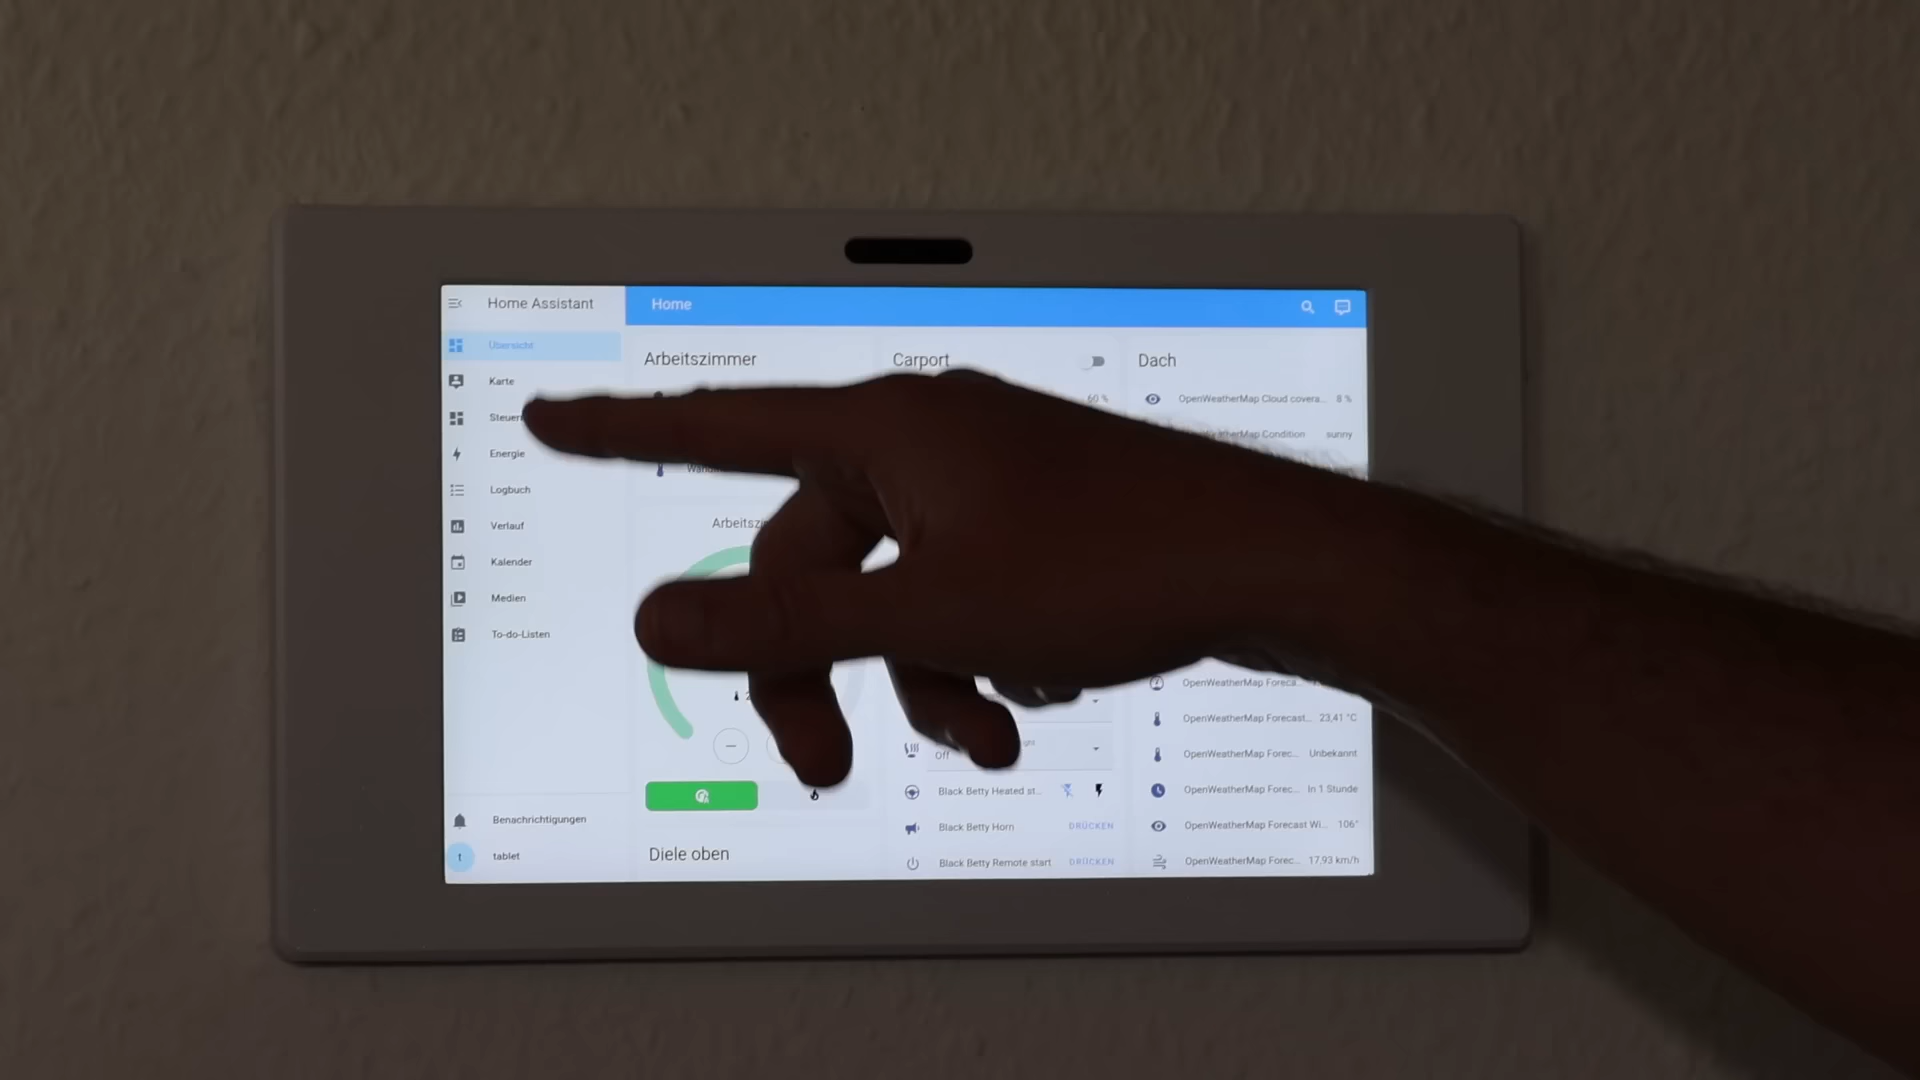 Home Assistant
Home
Übersicht
Karte
Energie
Logbuch
Verlauf
Kalender
Medien
To-do-Listen
Benachrichtigungen
t
tablet
Arbeitszimmer
Diele oben
Carport
60 %
Off
Black Betty Heated st...
Black Betty Horn
DRÜCKEN
Black Betty Remote start
DRÜCKEN
Dach
OpenWeatherMap Cloud covera... 8 %
Condition sunny
OpenWeatherMap Foreca...
OpenWeatherMap Forecast... 23,41 °C
OpenWeatherMap Forec... Unbekannt
OpenWeatherMap Forec... In 1 Stunde
OpenWeatherMap Forecast Wi... 106°
OpenWeatherMap Forec... 17,93 km/h